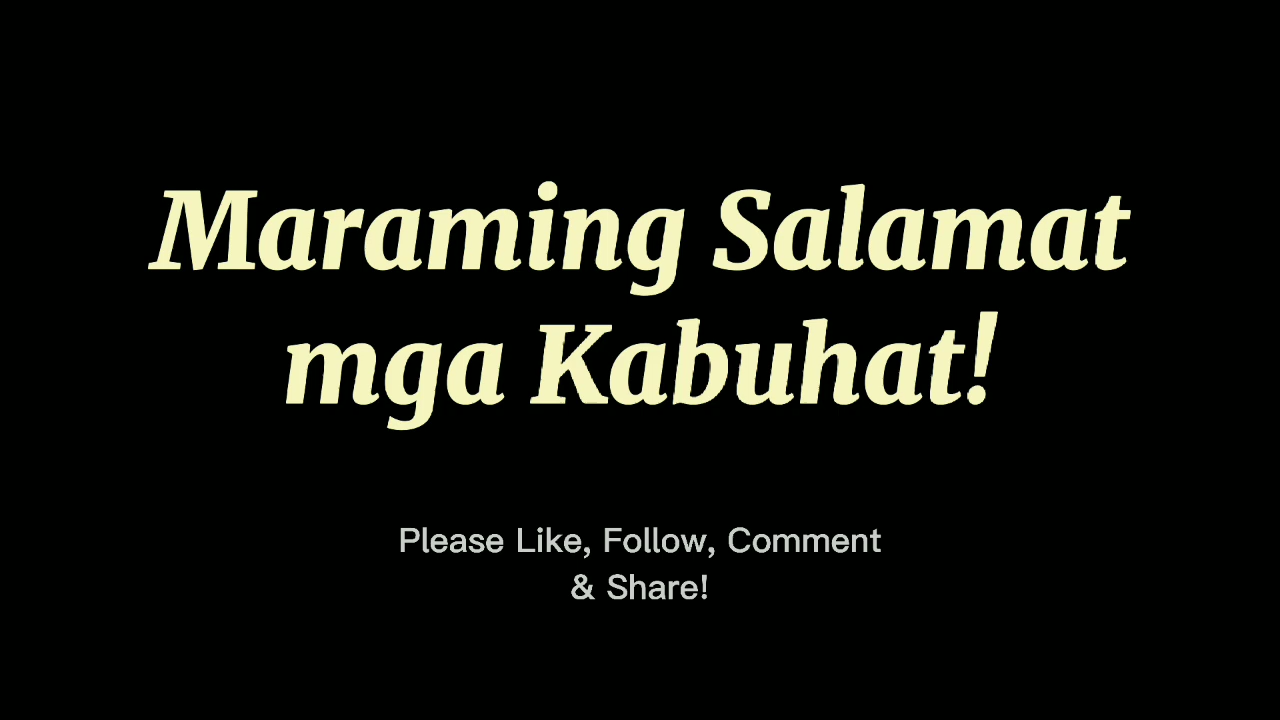 Maraming Salamat
mga Kabuhat!
Please Like, Follow, Comment
& Share!